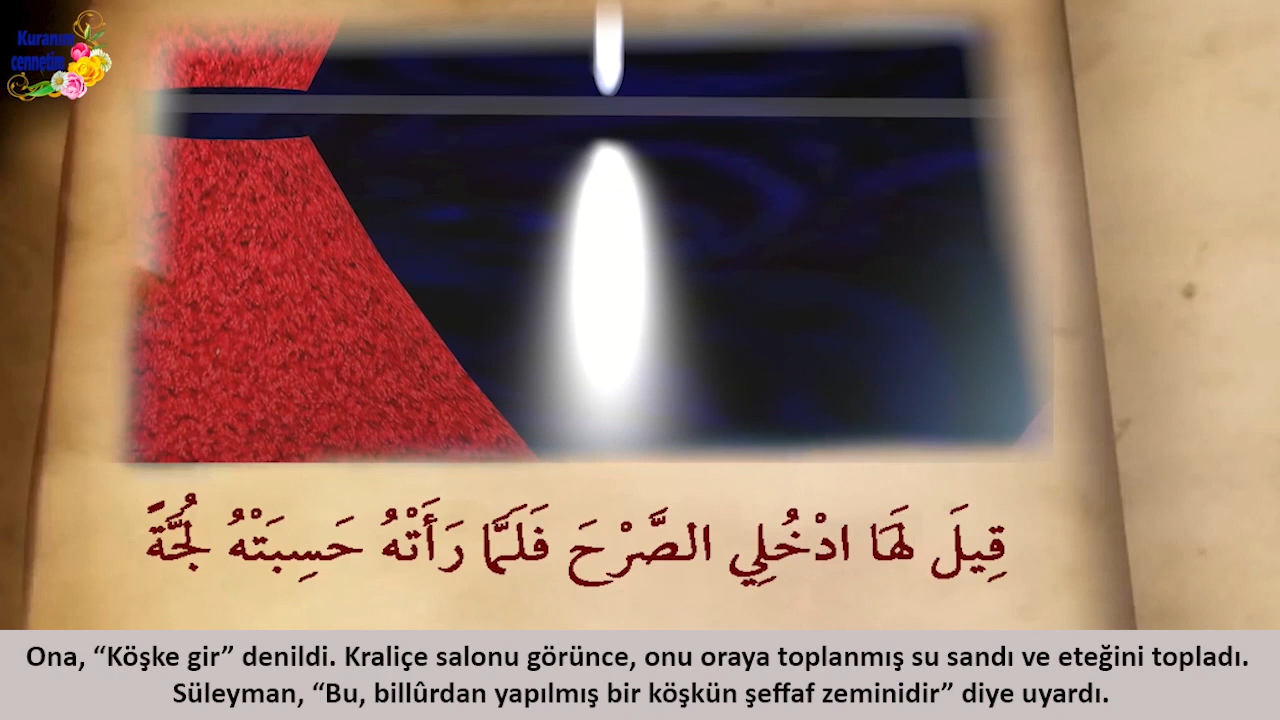 Kuranım
cennetim
قِيلَ لَهَا ادْخُلِي الصَّرْحَ فَلَمَّا رَأَتْهُ حَسِبَتْهُ لُجَّةً
Ona, “Köşke gir” denildi. Kraliçe salonu görünce, onu oraya toplanmış su sandı ve eteğini topladı.
Süleyman, “Bu, billûrdan yapılmış bir köşkün şeffaf zeminidir” diye uyardı.